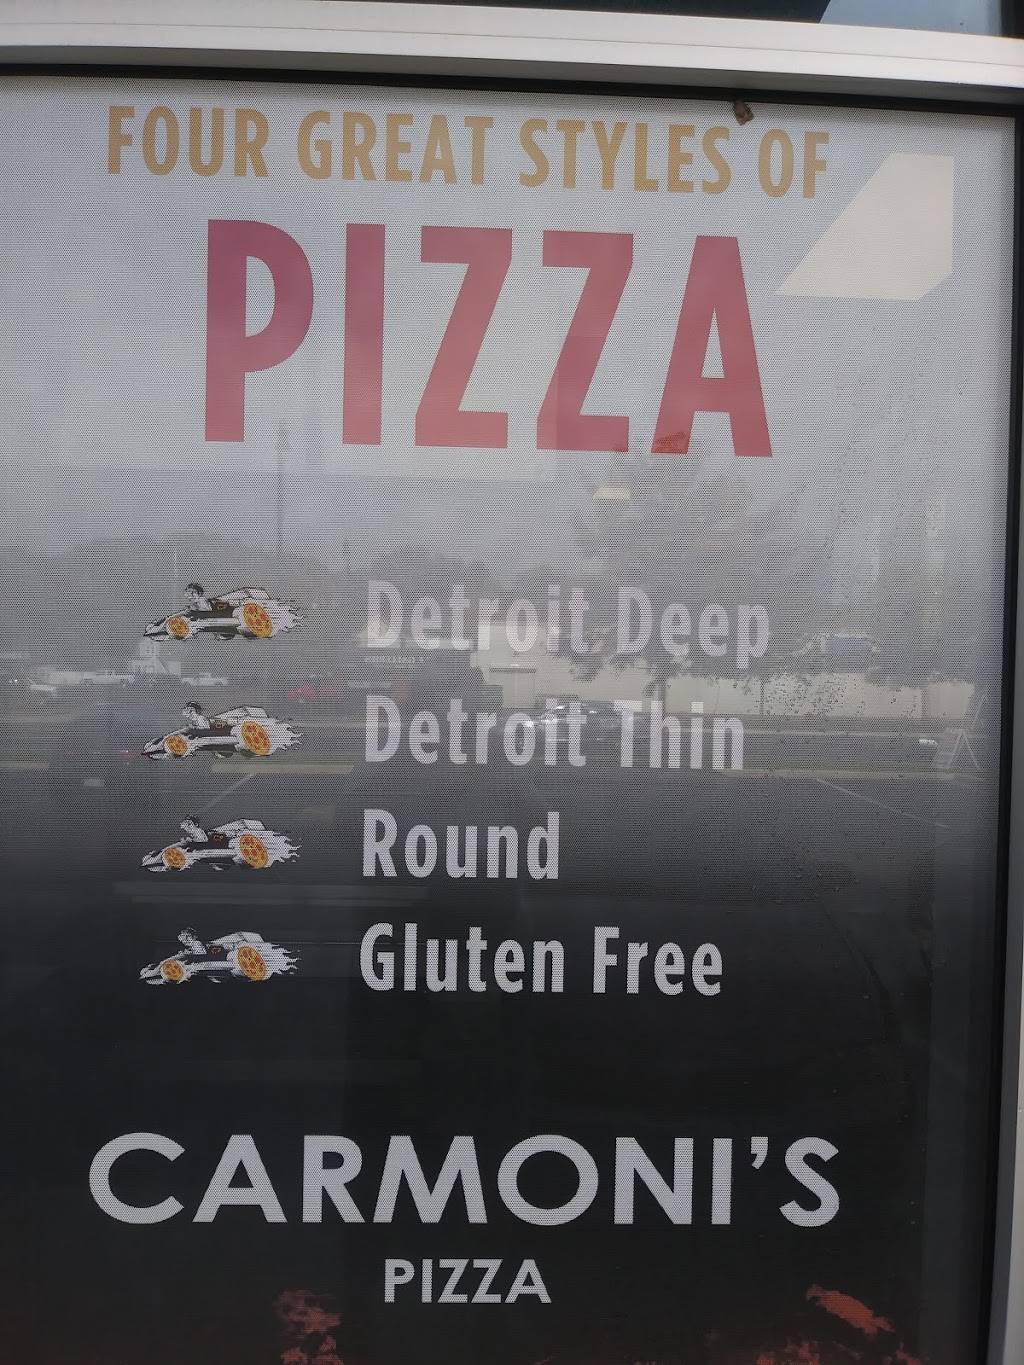 FOUR GREAT STYLES OF
PIZZA
Detroit Deep
Detroit Thin
Round
Gluten Free
CARMONI'S
PIZZA